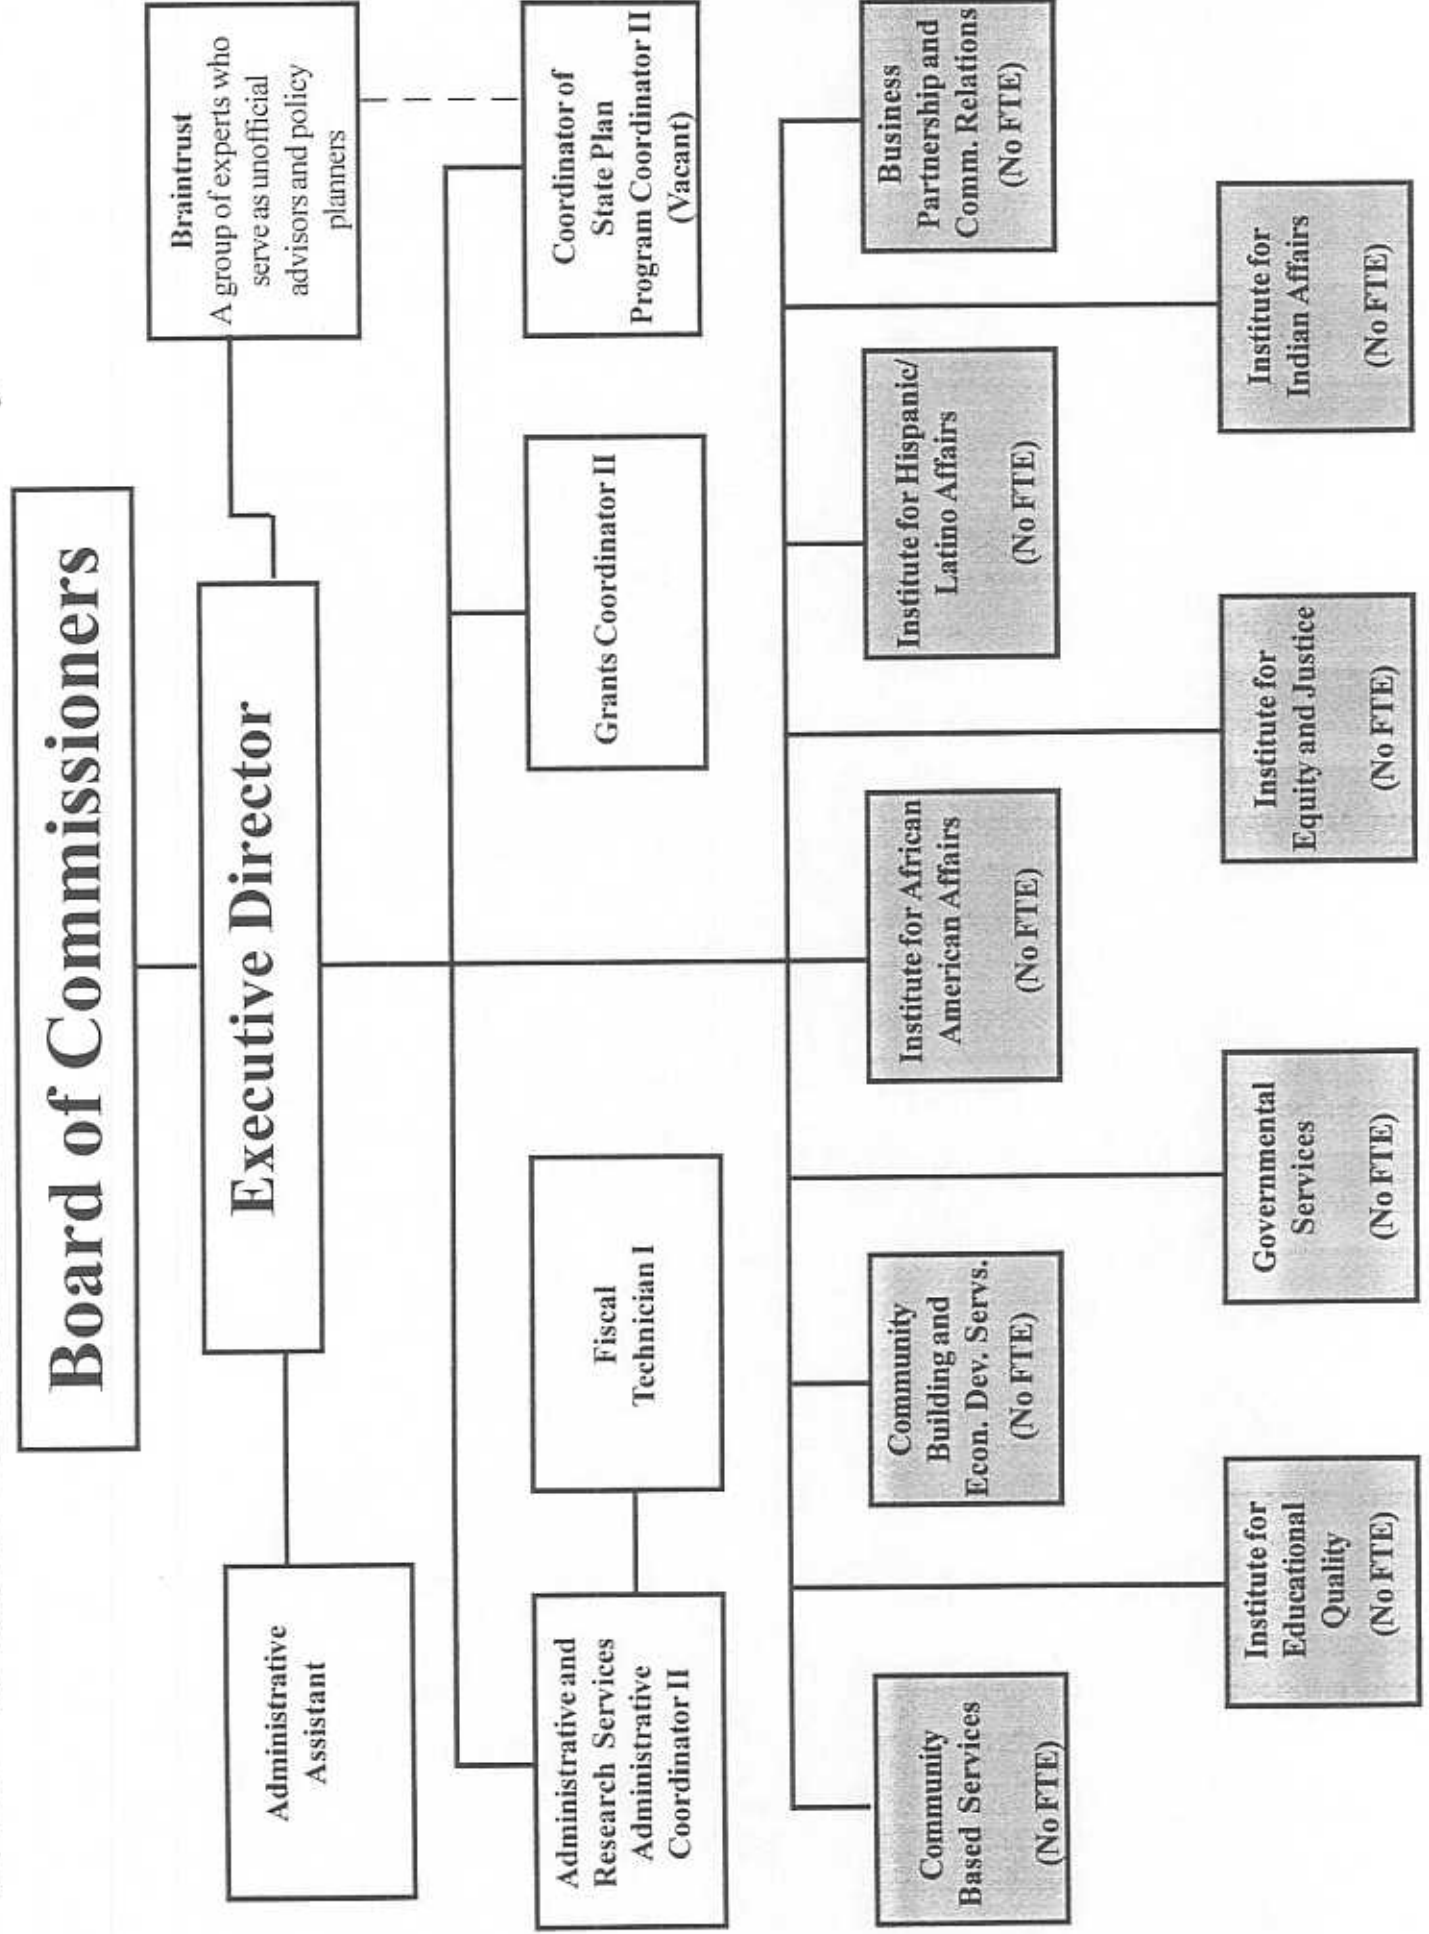 Board of Commissioners
Executive Director
Braintrust
A group of experts who
serve as unofficial
advisors and policy
planners
Administrative
Assistant
Administrative and
Research Services
Administrative
Coordinator II
Fiscal
Technician I
Grants Coordinator II
Coordinator of
State Plan
Program Coordinator II
(Vacant)
Community
Based Services
(No FTE)
Community
Building and
Econ. Dev. Servs.
(No FTE)
Institute for African
American Affairs
(No FTE)
Institute for Hispanic/
Latino Affairs
(No FTE)
Business
Partnership and
Comm. Relations
(No FTE)
Institute for
Educational
Quality
(No FTE)
Governmental
Services
(No FTE)
Institute for
Equity and Justice
(No FTE)
Institute for
Indian Affairs
(No FTE)